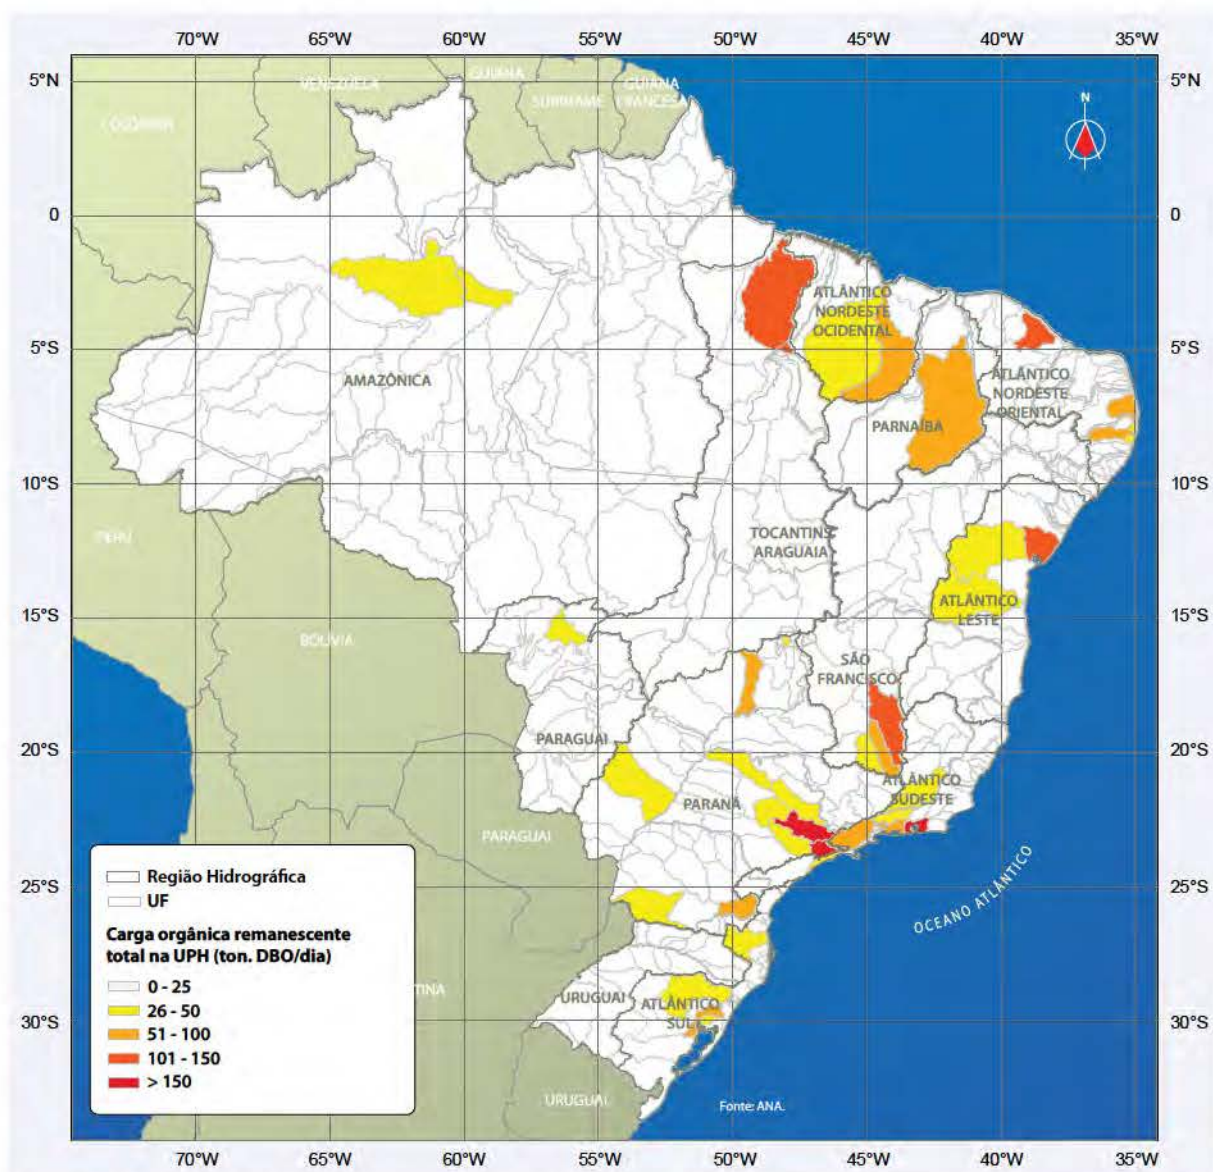 70°W 65°W 60°W 55°W 50°W 45°W 40°W 35°W
5°N 5°N
VENEZUELA
GUIANA
SURINAME
GUIANA
FRANCESA
COLÔMBIA
N
0 0
ATLÂNTICO
NORDESTE
OCIDENTAL
5°S 5°S
AMAZÔNICA
ATLÂNTICO
NORDESTE
ORIENTAL
PARNAÍBA
10°S 10°S
PERÚ
TOCANTINS
ARAGUAIA
ATLÂNTICO
LESTE
15°S 15°S
BOLÍVIA
SÃO
FRANCISCO
PARAGUAI
20°S 20°S
ATLÂNTICO
SUDESTE
PARANÁ
PARAGUAI
OCEANO ATLÂNTICO
25°S 25°S
Região Hidrográfica
UF
Carga orgânica remanescente
total na UPH (ton. DBO/dia)
0 - 25
26 - 50
51 - 100
101 - 150
> 150
TINA
URUGUAI
ATLÂNTICO
SUL
30°S 30°S
URUGUAI
Fonte: ANA.
70°W 65°W 60°W 55°W 50°W 45°W 40°W 35°W